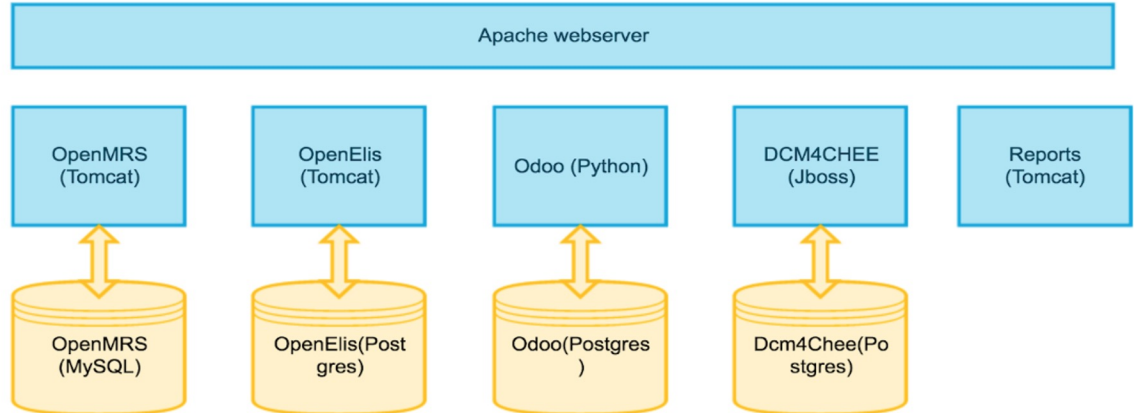 Apache webserver
OpenMRS
(Tomcat)
OpenElis
(Tomcat)
Odoo (Python)
DCM4CHEE
(Jboss)
Reports
(Tomcat)
OpenMRS
(MySQL)
OpenElis(Post
gres)
Odoo(Postgres
)
Dcm4Chee(Po
stgres)